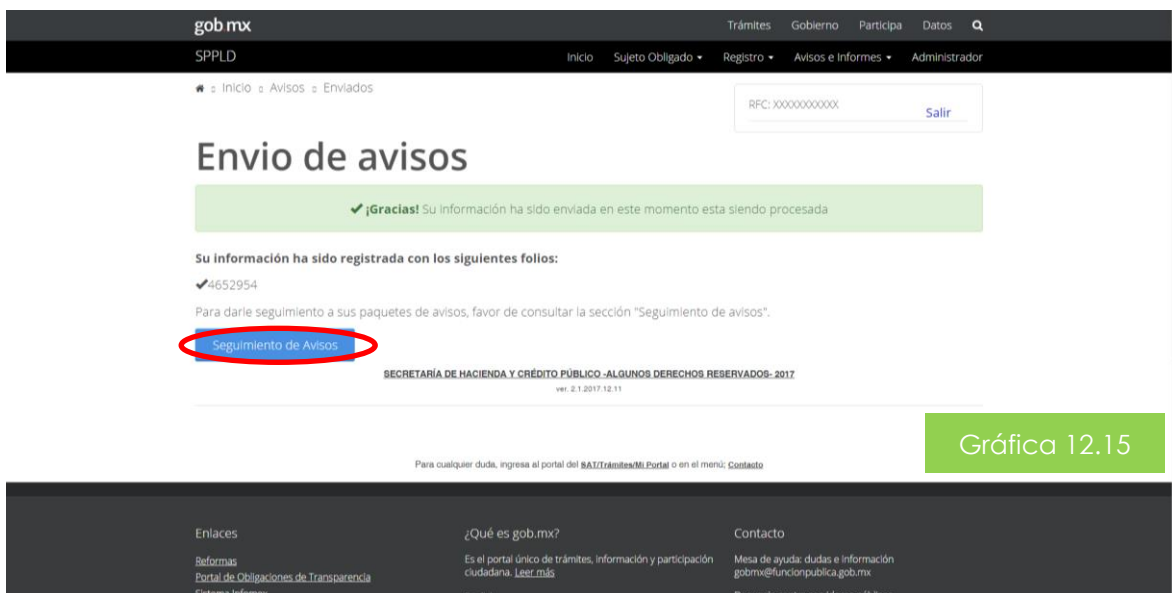 gob mx
Trámites Gobierno Participa Datos
SPPLD
Inicio Sujeto Obligado Registro Avisos e Informes Administrador
Inicio Avisos Enviados
RFC: XXXXXXXXXXX
Salir
Envio de avisos
¡Gracias! Su información ha sido enviada en este momento esta siendo procesada
Su información ha sido registrada con los siguientes folios:
4652954
Para darle seguimiento a sus paquetes de avisos, favor de consultar la sección "Seguimiento de avisos".
Seguimiento de Avisos
SECRETARÍA DE HACIENDA Y CRÉDITO PÚBLICO -ALGUNOS DERECHOS RESERVADOS- 2017
ver. 2.1.2017.12.11
Gráfica 12.15
Para cualquier duda, ingresa al portal del SAT/Trámites/Mi Portal o en el menú; Contacto
Enlaces
Reformas
Portal de Obligaciones de Transparencia
Sistema Infomex
¿Qué es gob.mx?
Es el portal único de trámites, información y participación
ciudadana. Leer más
Contacto
Mesa de ayuda: dudas e información
gobmx@funcionpublica.gob.mx